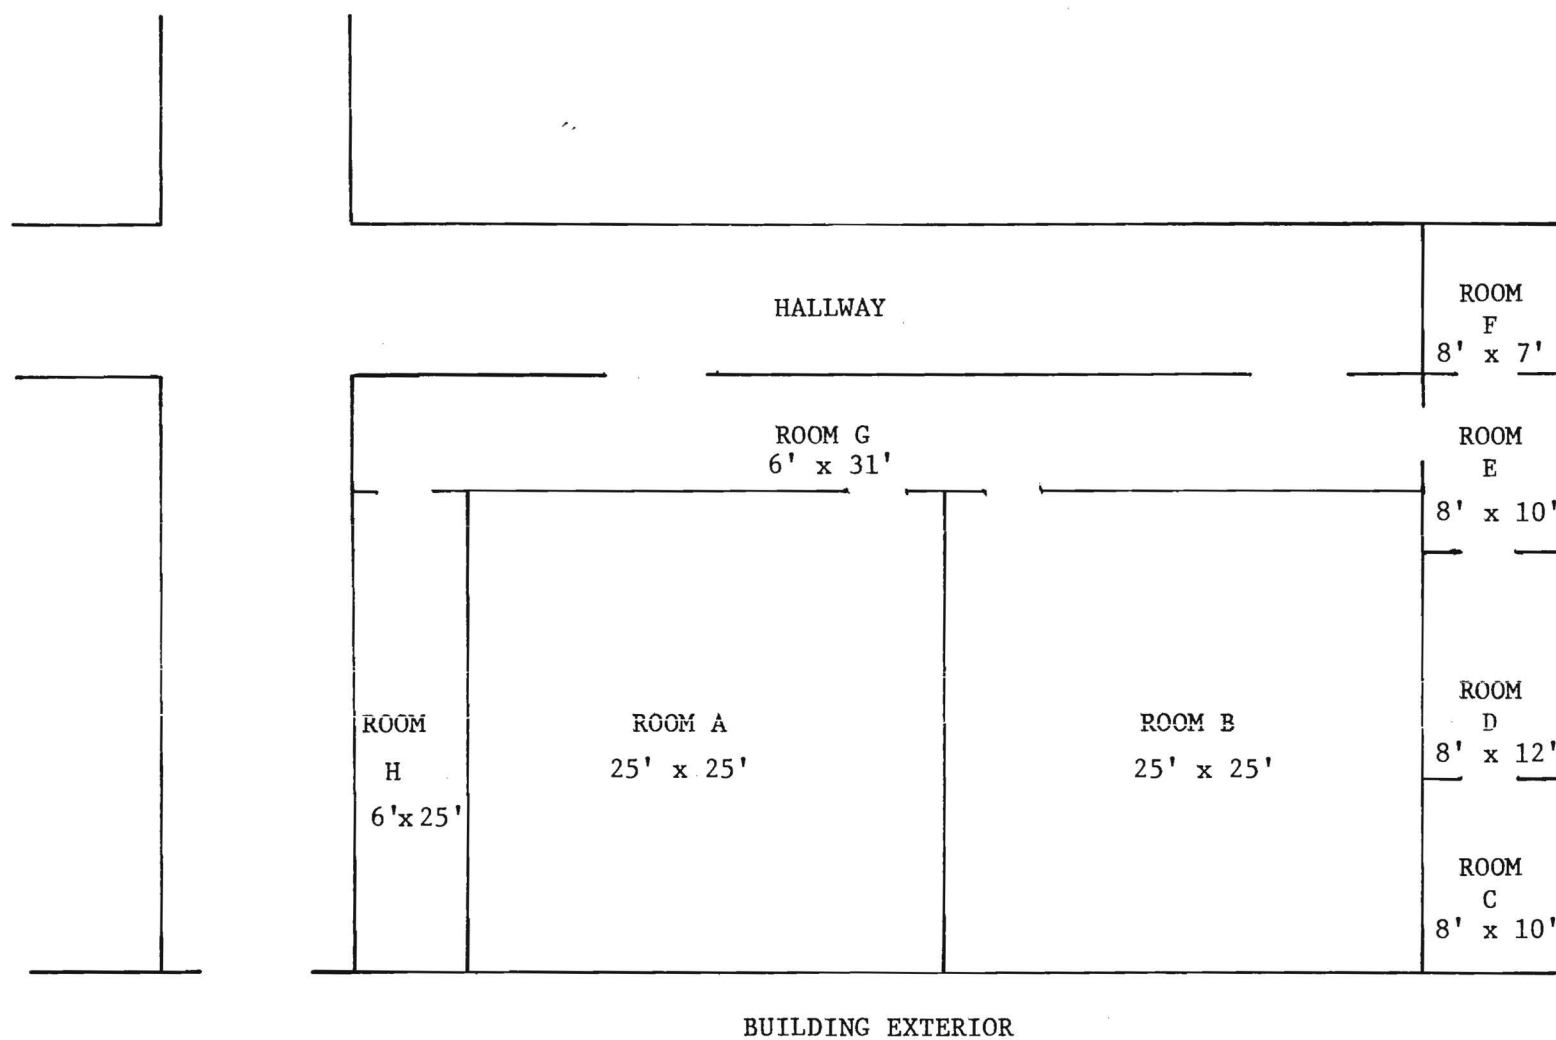 HALLWAY
ROOM
F
8' x 7'
ROOM G
6' x 31'
ROOM
E
8' x 10'
ROOM
H
6'x 25'
ROOM A
25' x 25'
ROOM B
25' x 25'
ROOM
D
8' x 12'
ROOM
C
8' x 10'
BUILDING EXTERIOR